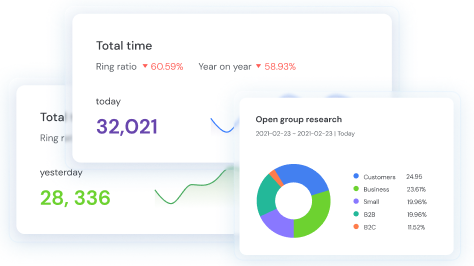 Total time
Ring ratio ▼ 60.59% Year on year ▼ 58.93%
today
32,021
Total
Ring
yesterday
28, 336
Open group research
2021-02-23 - 2021-02-23 | Today
Customers 24.95
Business 23.61%
Small 19.96%
B2B 19.96%
B2C 11.52%